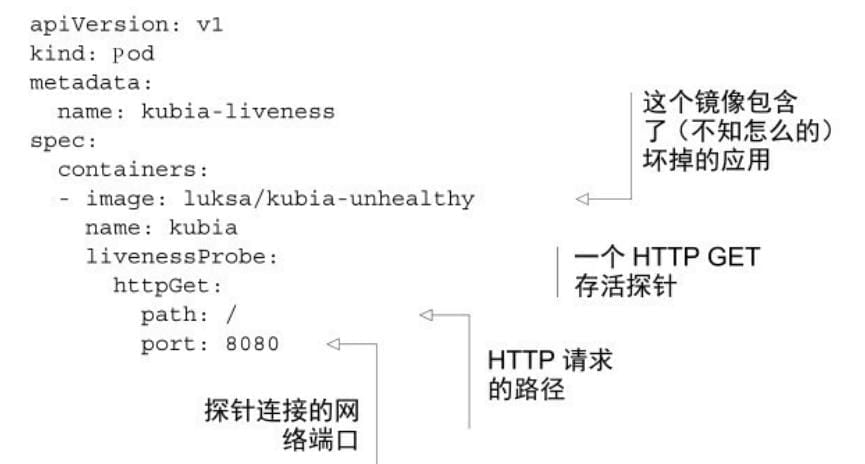 apiVersion: v1
kind: Pod
metadata:
  name: kubia-liveness
spec:
  containers:
  - image: luksa/kubia-unhealthy
    name: kubia
    livenessProbe:
      httpGet:
        path: /
        port: 8080
这个镜像包含
了（不知怎么的）
坏掉的应用
一个 HTTP GET
存活探针
HTTP 请求
的路径
探针连接的网
络端口